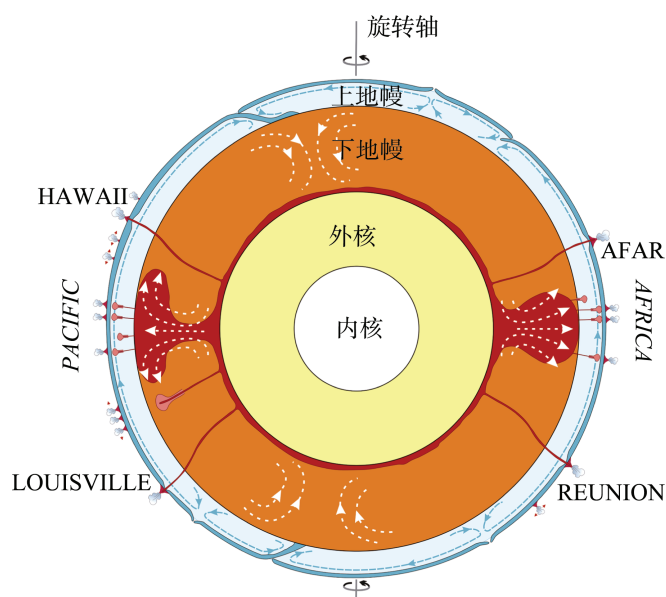 旋转轴
上地幔
下地幔
HAWAII
外核
AFAR
PACIFIC
内核
AFRICA
LOUISVILLE
REUNION